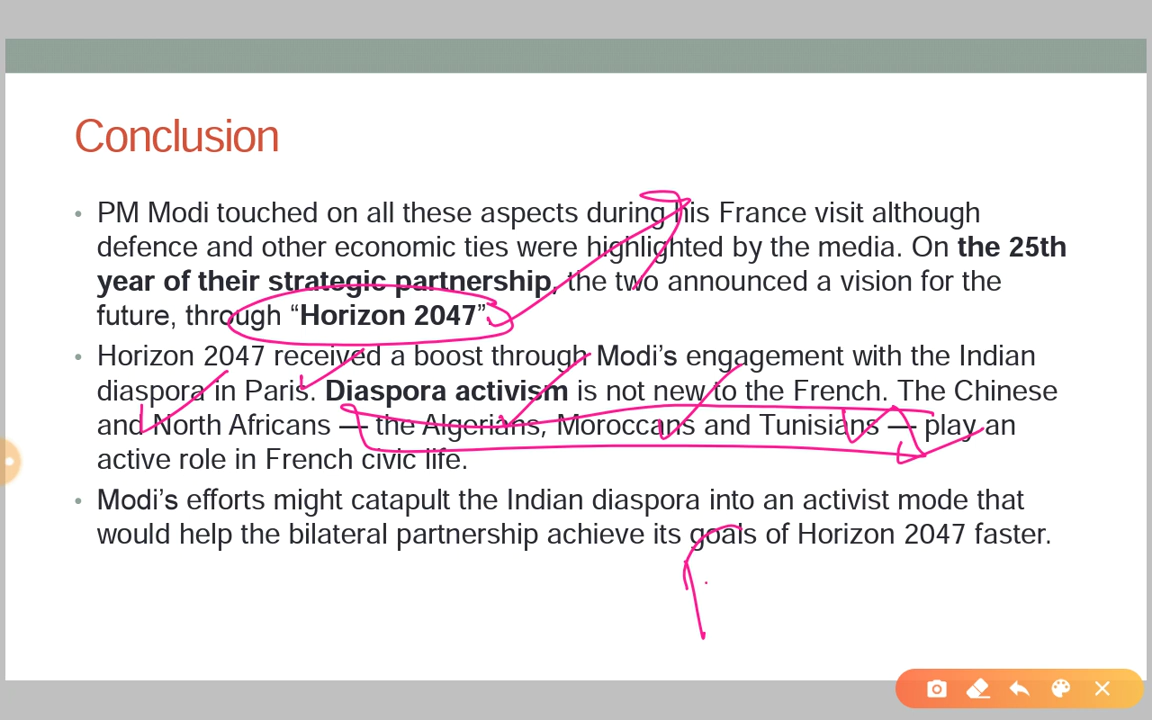 Conclusion
• PM Modi touched on all these aspects during his France visit although
defence and other economic ties were highlighted by the media. On the 25th
year of their strategic partnership, the two announced a vision for the
future, through “Horizon 2047”.
• Horizon 2047 received a boost through Modi’s engagement with the Indian
diaspora in Paris. Diaspora activism is not new to the French. The Chinese
and North Africans — the Algerians, Moroccans and Tunisians — play an
active role in French civic life.
• Modi’s efforts might catapult the Indian diaspora into an activist mode that
would help the bilateral partnership achieve its goals of Horizon 2047 faster.